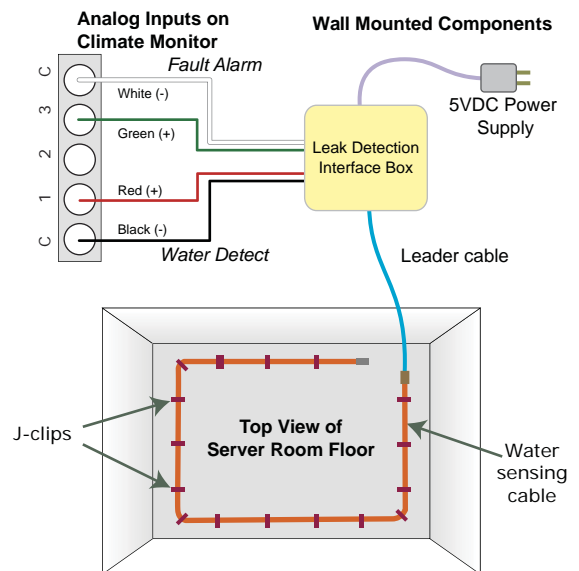 Analog Inputs on
Climate Monitor
Wall Mounted Components
Fault Alarm
C
White (-)
3
Green (+)
2
1
Red (+)
C
Black (-)
Water Detect
Leak Detection
Interface Box
5VDC Power
Supply
Leader cable
J-clips
Top View of
Server Room Floor
Water
sensing
cable